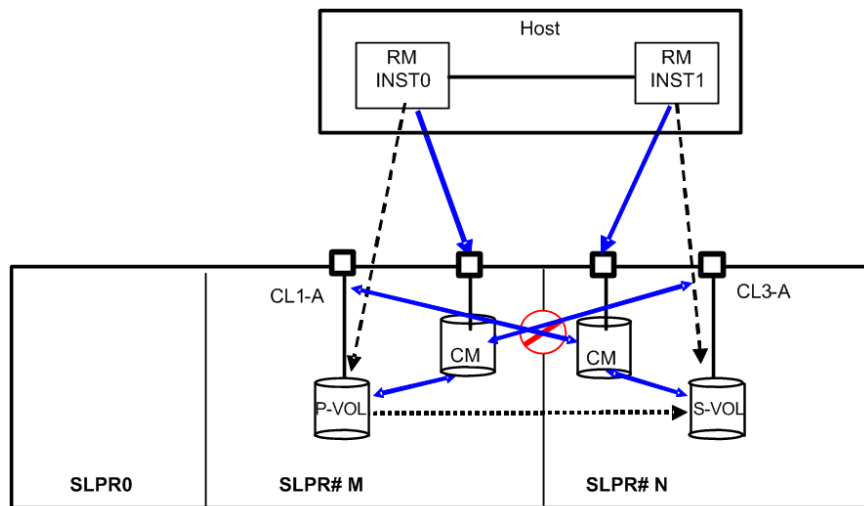 Host
RM
INST0
RM
INST1
CL1-A
CL3-A
CM
CM
P-VOL
S-VOL
SLPR0
SLPR# M
SLPR# N